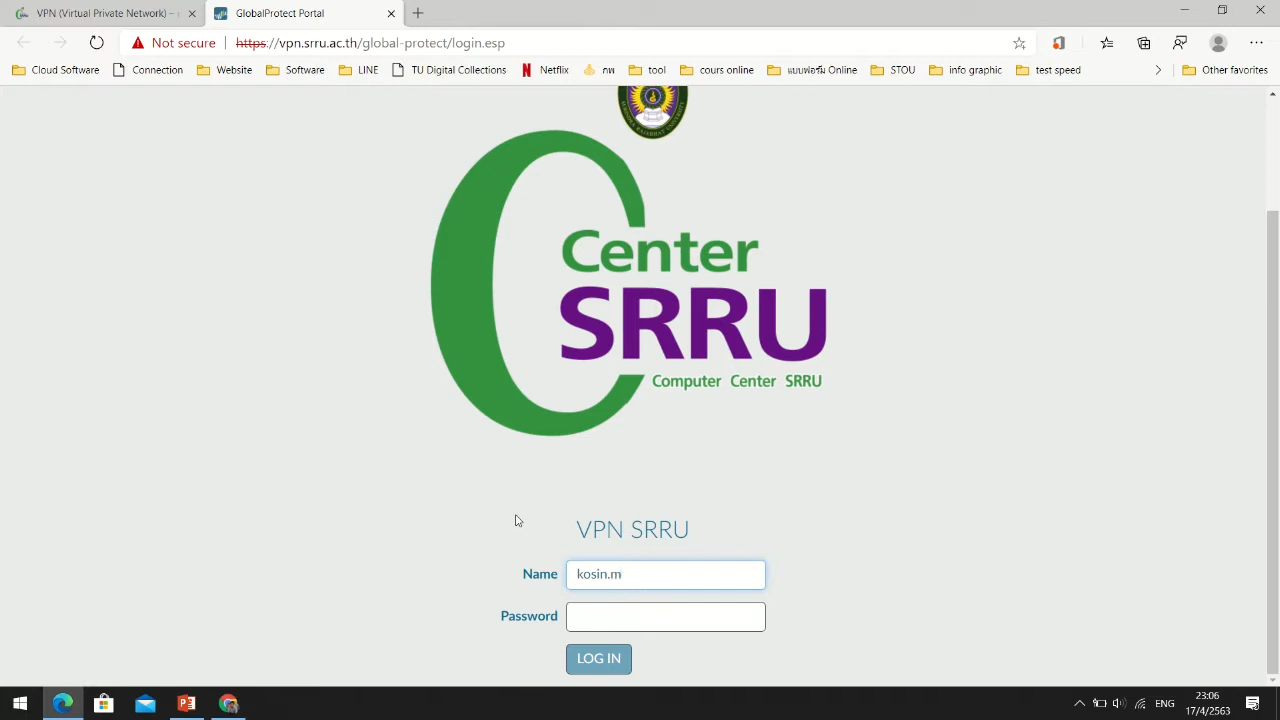 VPN (Virtual Private Network) –
GlobalProtect Portal
Not secure
https://vpn.srru.ac.th/global-protect/login.esp
Cloud Software
Connection
Website
Software
LINE
TU Digital Collections
Netflix
กพ
tool
cours online
แบบฟอร์ม Online
STOU
info graphic
test speed
Other favorites
Center
SRRU
Computer Center SRRU
VPN SRRU
Name
kosin.m
Password
LOG IN
ENG
23:06
17/4/2563